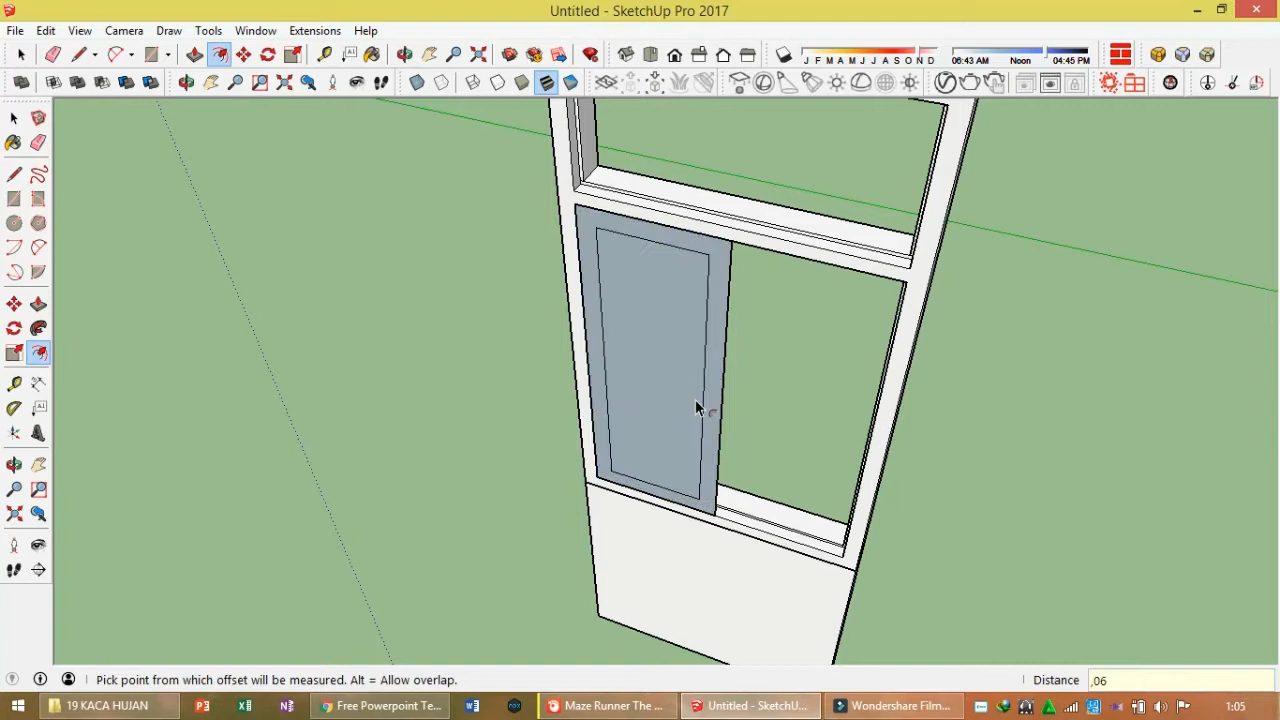 Untitled - SketchUp Pro 2017
File Edit View Camera Draw Tools Window Extensions Help
J F M A M J J A S O N D 06:43 AM Noon 04:45 PM
A1
A1
Pick point from which offset will be measured. Alt = Allow overlap.
Distance ,06
19 KACA HUJAN Free Powerpoint Te... Maze Runner The ... Untitled - SketchU... Wondershare Film... 1:05